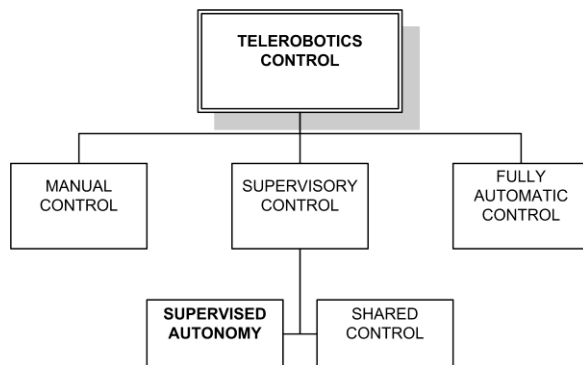 TELEROBOTICS
CONTROL
MANUAL
CONTROL
SUPERVISORY
CONTROL
FULLY
AUTOMATIC
CONTROL
SUPERVISED
AUTONOMY
SHARED
CONTROL